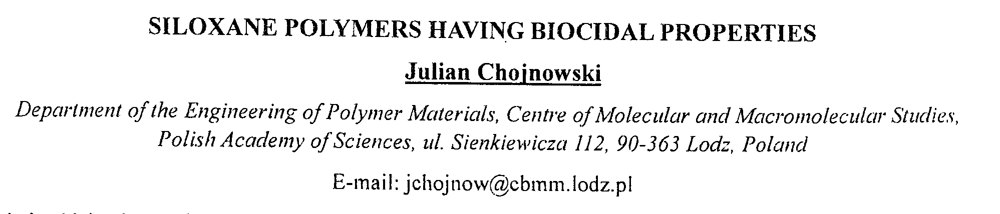 SILOXANE POLYMERS HAVING BIOCIDAL PROPERTIES
Julian Chojnowski
Department of the Engineering of Polymer Materials, Centre of Molecular and Macromolecular Studies,
Polish Academy of Sciences, ul. Sienkiewicza 112, 90-363 Lodz, Poland
E-mail: jchojnow@cbmm.lodz.pl